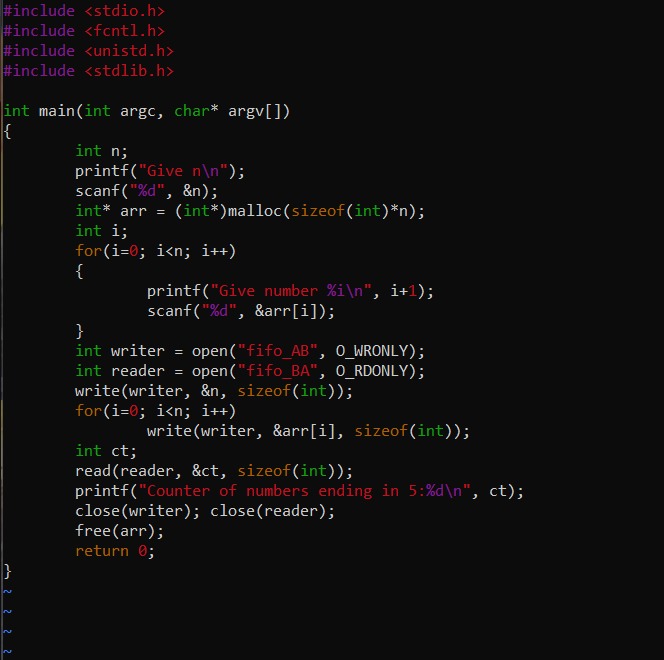 #include <stdio.h>
#include <fcntl.h>
#include <unistd.h>
#include <stdlib.h>

int main(int argc, char* argv[])
{
        int n;
        printf("Give n\n");
        scanf("%d", &n);
        int* arr = (int*)malloc(sizeof(int)*n);
        int i;
        for(i=0; i<n; i++)
        {
                printf("Give number %i\n", i+1);
                scanf("%d", &arr[i]);
        }
        int writer = open("fifo_AB", O_WRONLY);
        int reader = open("fifo_BA", O_RDONLY);
        write(writer, &n, sizeof(int));
        for(i=0; i<n; i++)
                write(writer, &arr[i], sizeof(int));
        int ct;
        read(reader, &ct, sizeof(int));
        printf("Counter of numbers ending in 5:%d\n", ct);
        close(writer); close(reader);
        free(arr);
        return 0;
}
~
~
~
~